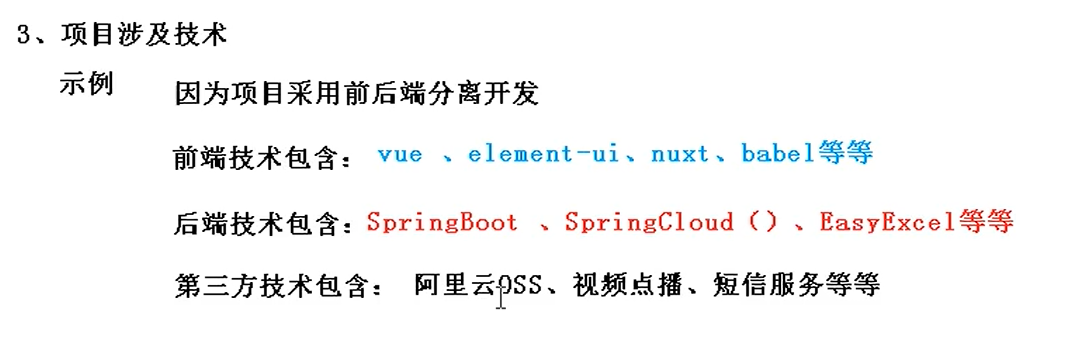 3、项目涉及技术
示例 因为项目采用前后端分离开发
前端技术包含： vue 、element-ui、nuxt、babel等等
后端技术包含：SpringBoot 、SpringCloud（）、EasyExcel等等
第三方技术包含： 阿里云OSS、视频点播、短信服务等等